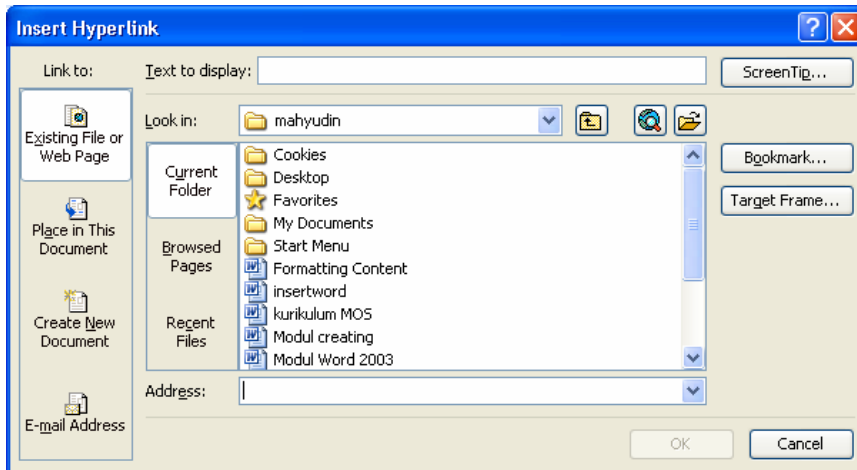 Insert Hyperlink
Link to:
Text to display:
ScreenTip...
Existing File or
Web Page
Place in This
Document
Create New
Document
E-mail Address
Look in:
mahyudin
Current
Folder
Browsed
Pages
Recent
Files
Cookies
Desktop
Favorites
My Documents
Start Menu
Formatting Content
insertword
kurikulum MOS
Modul creating
Modul Word 2003
Bookmark...
Target Frame...
Address:
OK
Cancel